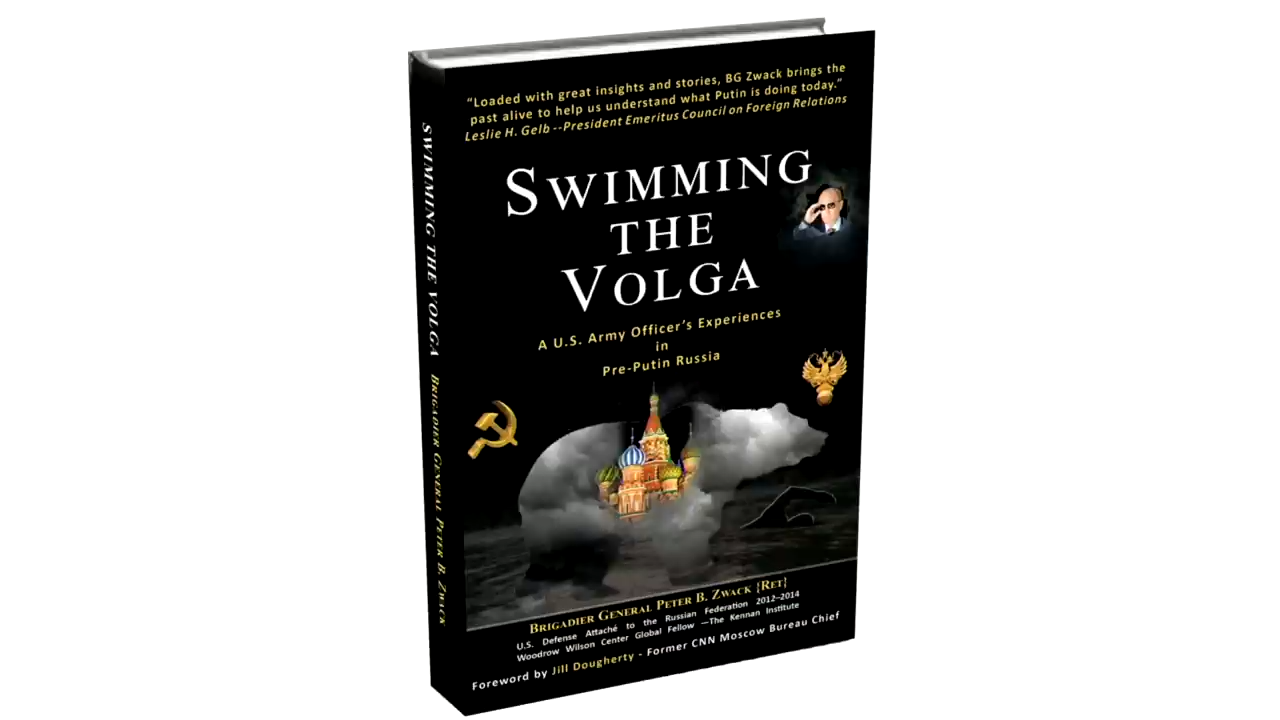 “Loaded with great insights and stories, BG Zwack brings the
past alive to help us understand what Putin is doing today.“
Leslie H. Gelb --President Emeritus Council on Foreign Relations
SWIMMING
THE
VOLGA
A U.S. Army Officer’s Experiences
in
Pre-Putin Russia
BRIGADIER GENERAL PETER B. ZWACK {RET}
U.S. Defense Attaché to the Russian Federation 2012–2014
Woodrow Wilson Center Global Fellow —The Kennan Institute
Foreword by Jill Dougherty - Former CNN Moscow Bureau Chief
SWIMMING THE VOLGA BRIGADIER GENERAL PETER B. ZWACK